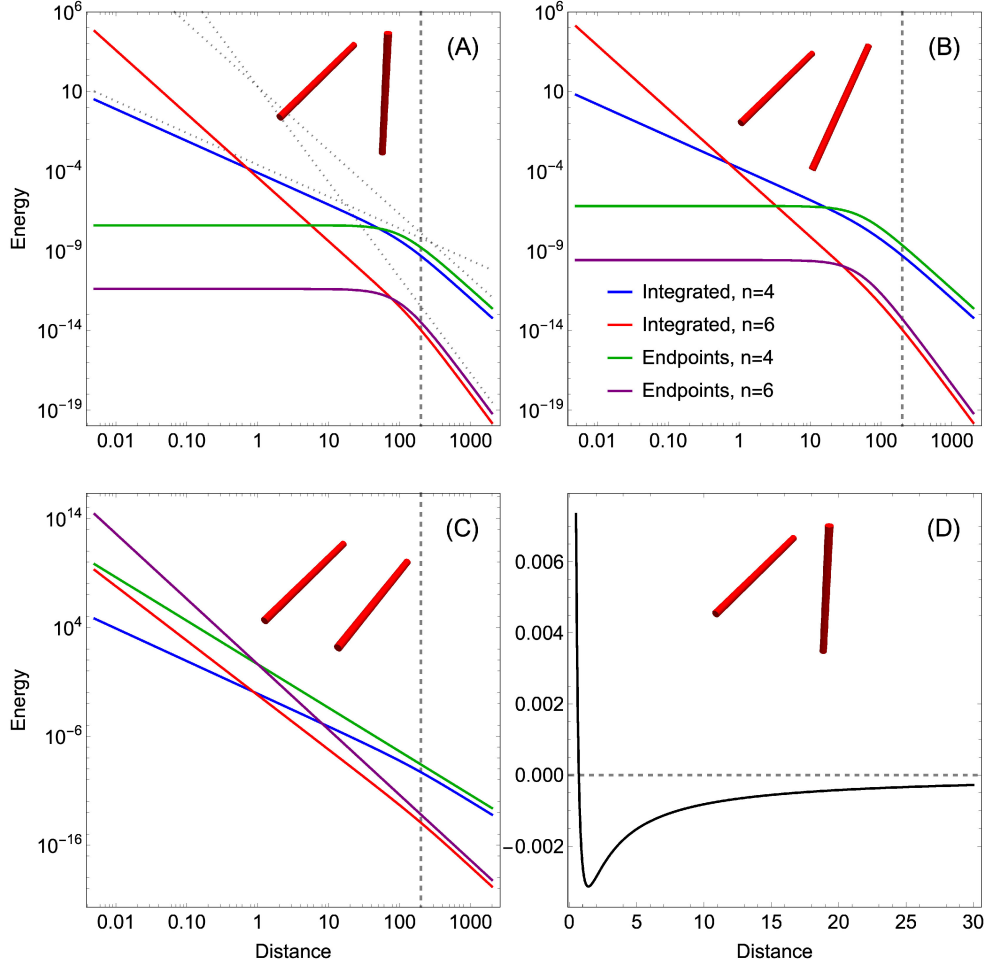 (A)
10^6
10
10^-4
10^-9
10^-14
10^-19
Energy
0.01 0.10 1 10 100 1000
(B)
10^6
10
10^-4
10^-9
10^-14
10^-19
Integrated, n=4
Integrated, n=6
Endpoints, n=4
Endpoints, n=6
0.01 0.10 1 10 100 1000
(C)
10^14
10^4
10^-6
10^-16
Energy
0.01 0.10 1 10 100 1000
Distance
(D)
0.006
0.004
0.002
0.000
−0.002
0 5 10 15 20 25 30
Distance